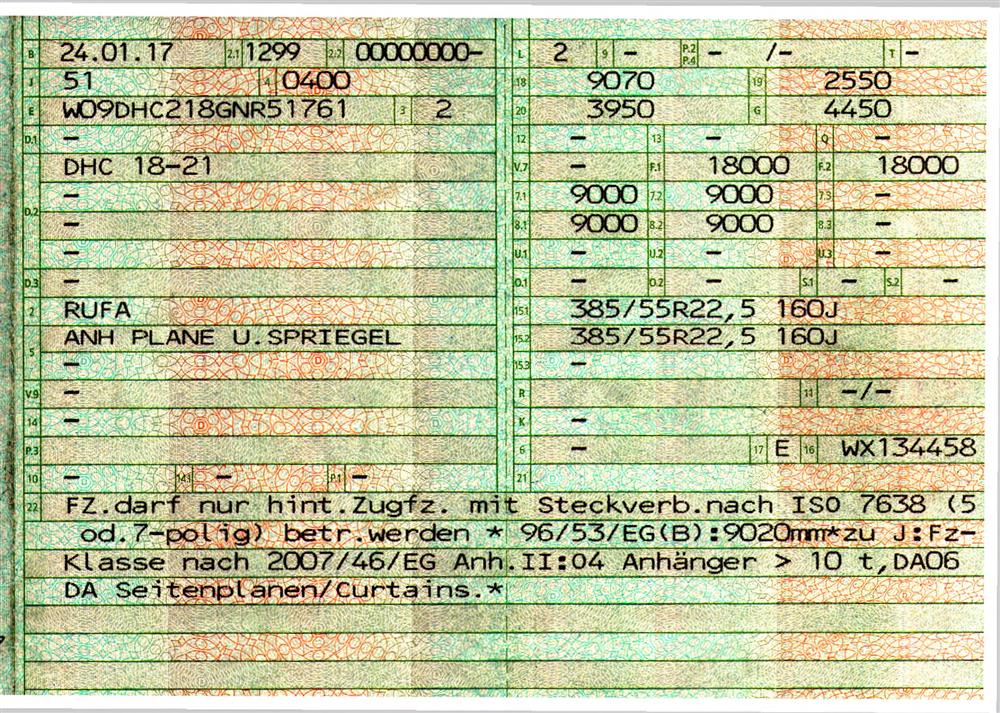 B 24.01.17 2.1 1299 2.2 00000000- L 2 9 - P.2 P.4 - /- T -
J 51 4 0400 18 9070 19 2550
E W09DHC218GNR51761 3 2 20 3950 G 4450
D.1 - 12 - 13 - Q -
DHC 18-21 V.7 - F.1 18000 F.2 18000
D.2 - 7.1 9000 7.2 9000 7.3 -
- 8.1 9000 8.2 9000 8.3 -
- U.1 - U.2 - U.3 -
D.3 - O.1 - O.2 - S.1 - S.2 -
2 RUFA 15.1 385/55R22,5 160J
5 ANH PLANE U.SPRIEGEL 15.2 385/55R22,5 160J
- 15.3 -
V.9 - R - 11 -/-
14 - K -
P.3 - 6 - 17 E 16 WX134458
10 - 14.1 - P.1 - 21
22 FZ.darf nur hint.Zugfz. mit Steckverb.nach ISO 7638 (5
od.7-polig) betr.werden * 96/53/EG(B):9020mm*zu J:Fz-
Klasse nach 2007/46/EG Anh.II:04 Anhänger > 10 t,DA06
DA Seitenplanen/Curtains.*